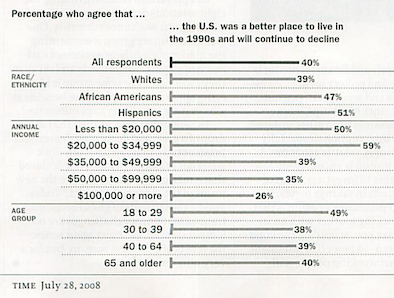 Percentage who agree that ...
... the U.S. was a better place to live in
the 1990s and will continue to decline
All respondents 40%
RACE/
ETHNICITY
Whites 39%
African Americans 47%
Hispanics 51%
ANNUAL
INCOME
Less than $20,000 50%
$20,000 to $34,999 59%
$35,000 to $49,999 39%
$50,000 to $99,999 35%
$100,000 or more 26%
AGE
GROUP
18 to 29 49%
30 to 39 38%
40 to 64 39%
65 and older 40%
TIME July 28, 2008